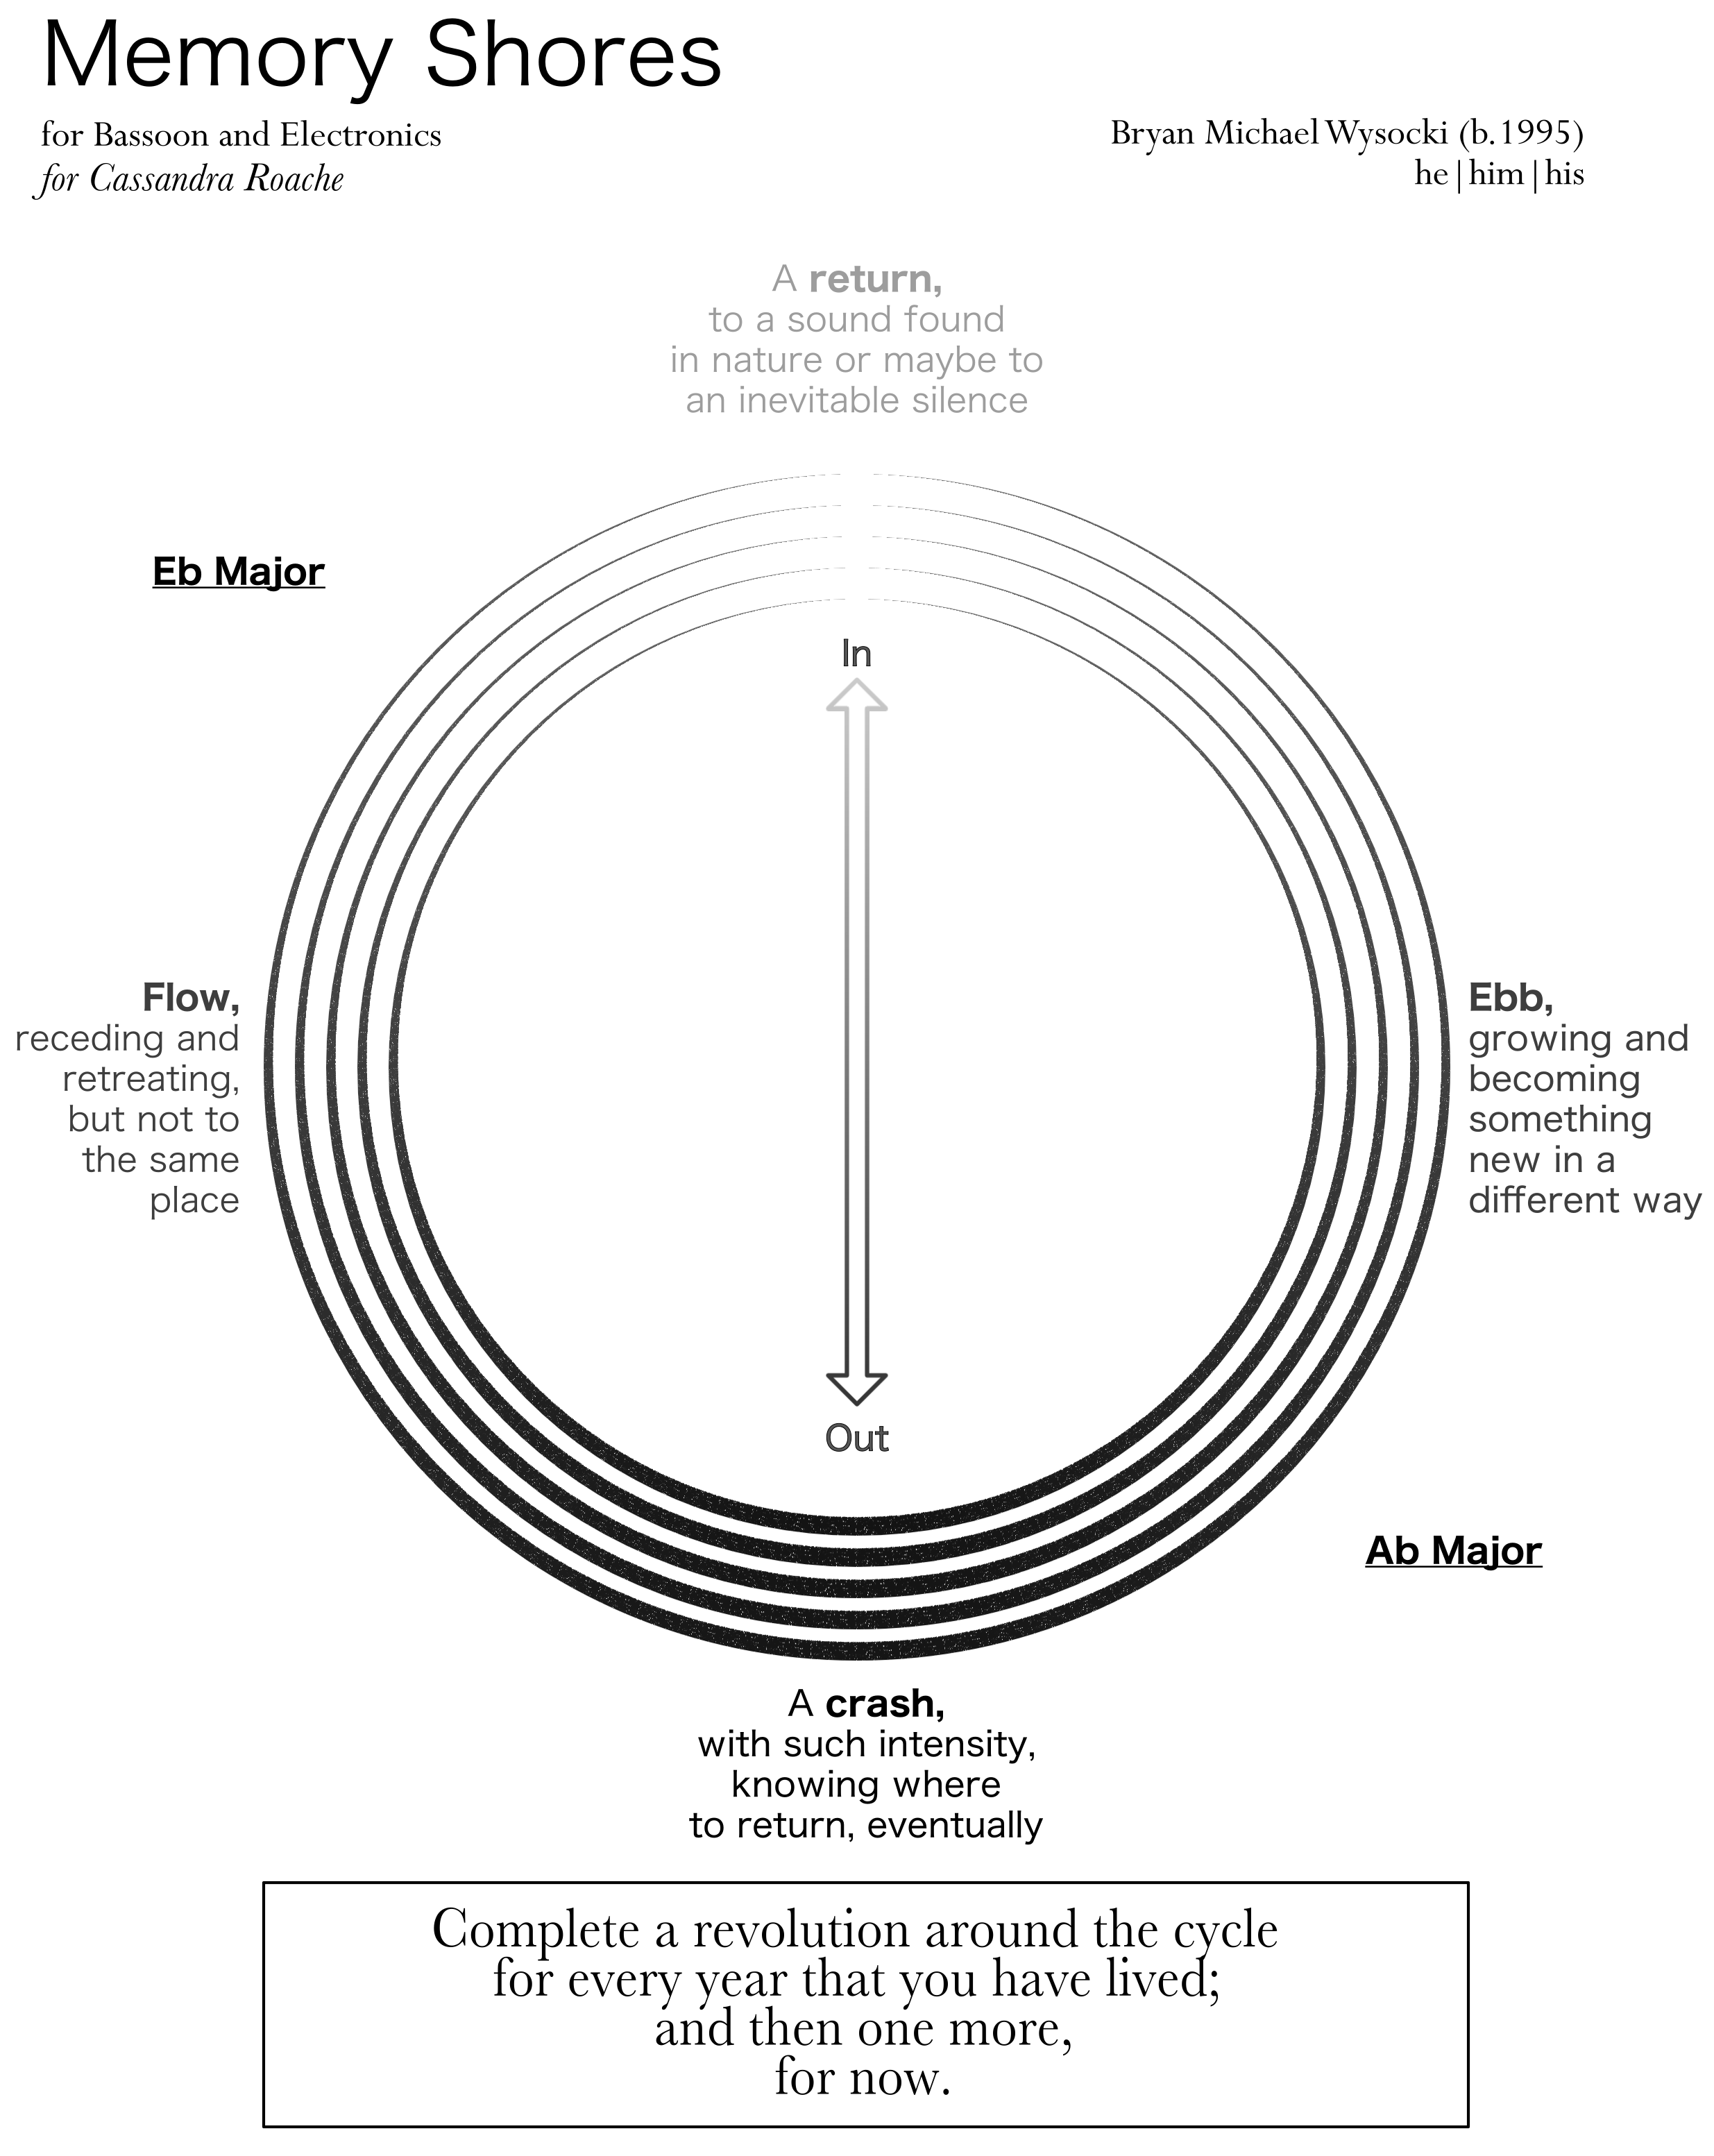 Memory Shores
for Bassoon and Electronics
for Cassandra Roache
Bryan Michael Wysocki (b.1995)
he | him | his
A return,
to a sound found
in nature or maybe to
an inevitable silence
Eb Major
In
Flow,
receding and
retreating,
but not to
the same
place
Ebb,
growing and
becoming
something
new in a
different way
Out
Ab Major
A crash,
with such intensity,
knowing where
to return, eventually
Complete a revolution around the cycle
for every year that you have lived;
and then one more,
for now.